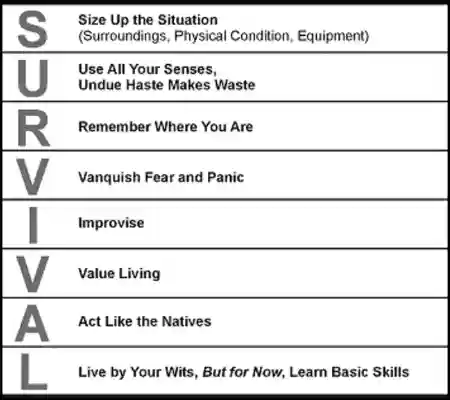 S
Size Up the Situation
(Surroundings, Physical Condition, Equipment)
U
Use All Your Senses,
Undue Haste Makes Waste
R
Remember Where You Are
V
Vanquish Fear and Panic
I
Improvise
V
Value Living
A
Act Like the Natives
L
Live by Your Wits, But for Now, Learn Basic Skills